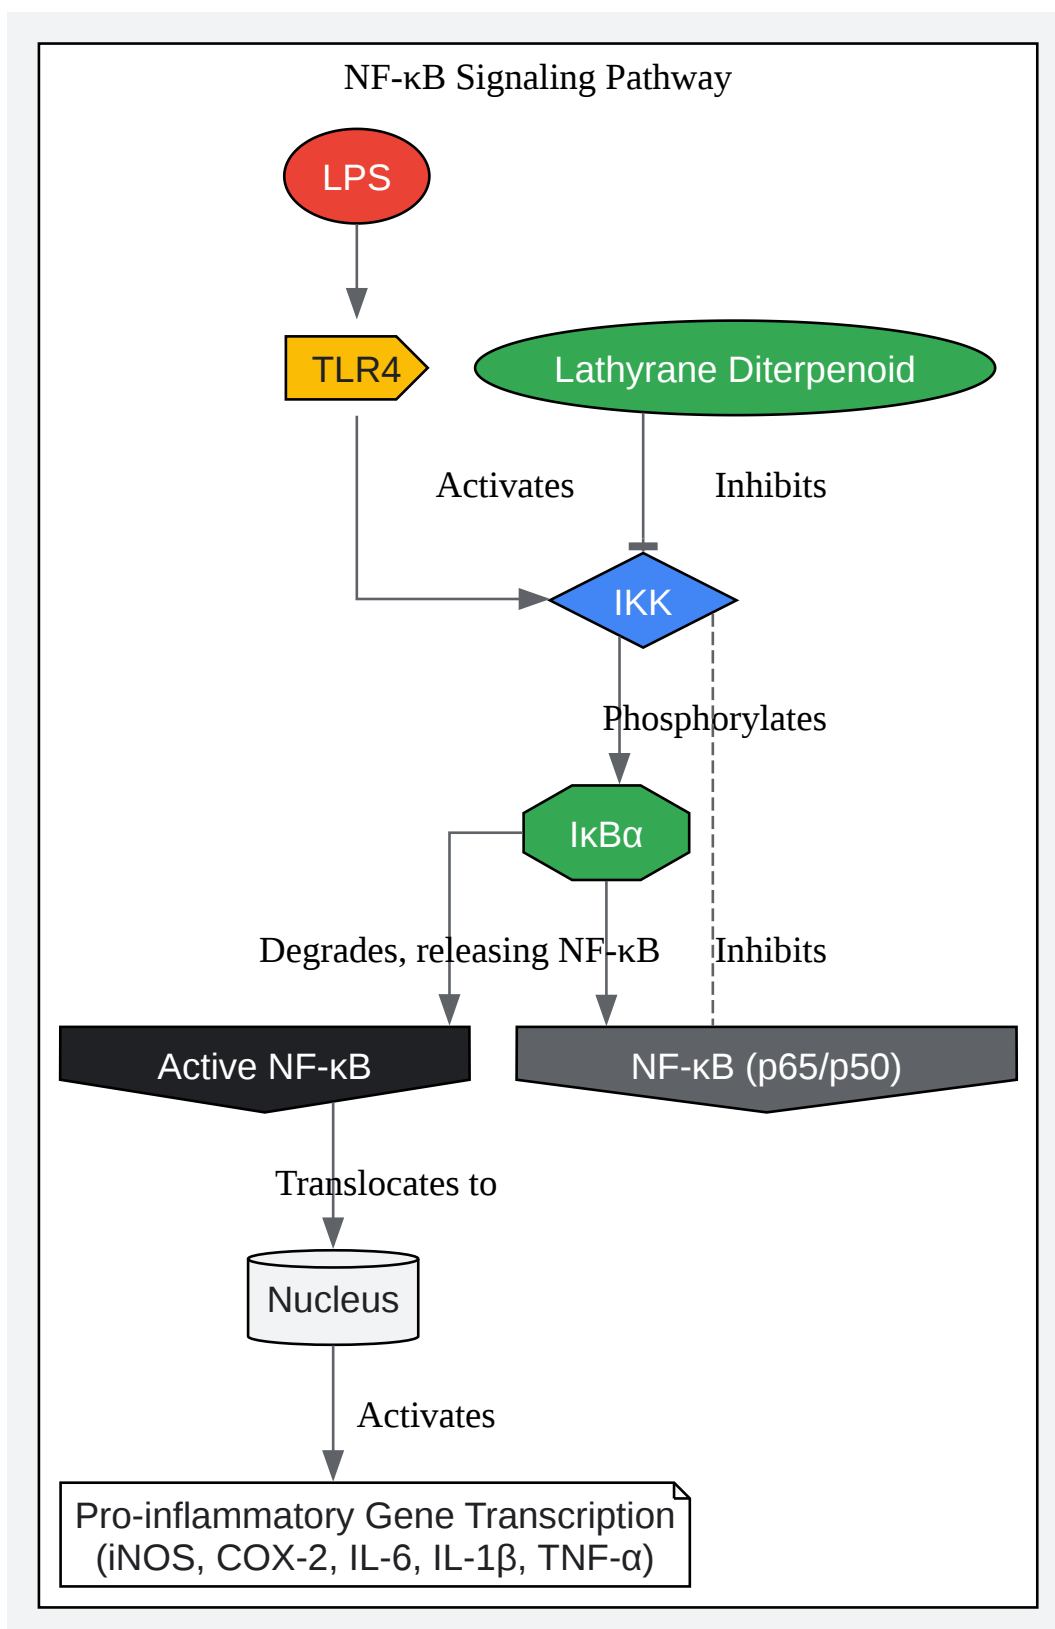 NF-κB Signaling Pathway
LPS
TLR4
Lathyrane Diterpenoid
Activates
Inhibits
IKK
Phosphorylates
IκBα
Degrades, releasing NF-κB
Inhibits
Active NF-κB
NF-κB (p65/p50)
Translocates to
Nucleus
Activates
Pro-inflammatory Gene Transcription
(iNOS, COX-2, IL-6, IL-1β, TNF-α)